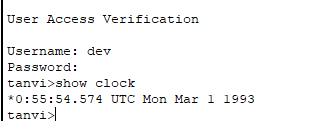 User Access Verification
Username: dev
Password:
tanvi>show clock
*0:55:54.574 UTC Mon Mar 1 1993
tanvi>